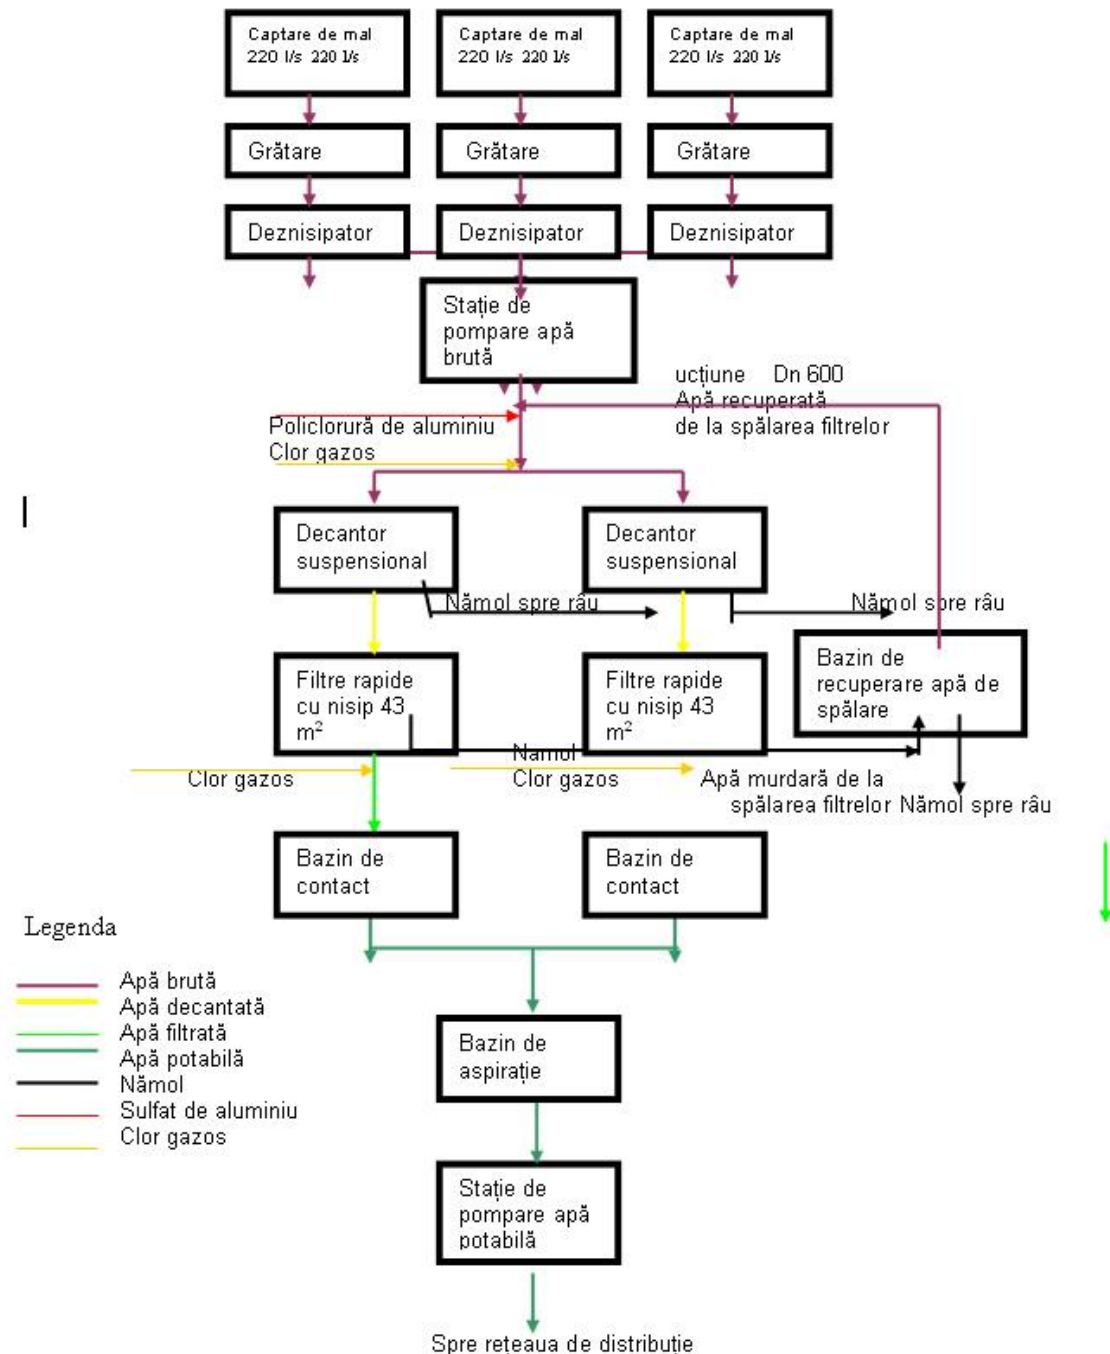 Captare de mal
220 l/s 220 l/s
Captare de mal
220 l/s 220 l/s
Captare de mal
220 l/s 220 l/s
Grătare
Grătare
Grătare
Deznisipator
Deznisipator
Deznisipator
Stație de
pompare apă
brută
ucțiune Dn 600
Apă recuperată
de la spălarea filtrelor
Policlorură de aluminiu
Clor gazos
Decantor
suspensional
Decantor
suspensional
Nămol spre râu
Nămol spre râu
Filtre rapide
cu nisip 43
m²
Filtre rapide
cu nisip 43
m²
Bazin de
recuperare apă de
spălare
Clor gazos
Nămol
Clor gazos
Apă murdară de la
spălarea filtrelor
Nămol spre râu
Bazin de
contact
Bazin de
contact
Legenda
Apă brută
Apă decantată
Apă filtrată
Apă potabilă
Nămol
Sulfat de aluminiu
Clor gazos
Bazin de
aspirație
Stație de
pompare apă
potabilă
Spre rețeaua de distribuție